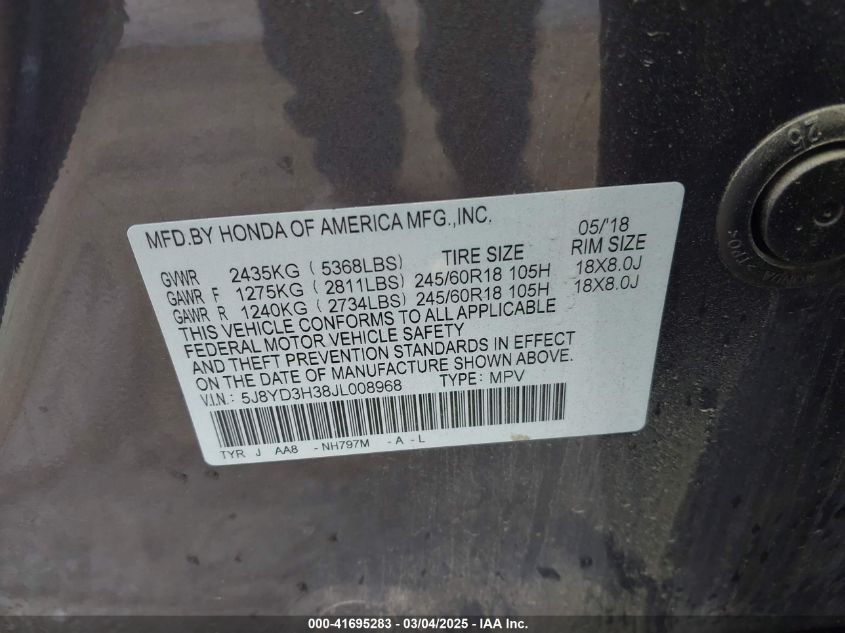 25
MFD.BY HONDA OF AMERICA MFG.,INC. 05/'18
TIRE SIZE RIM SIZE
GVWR 2435KG ( 5368LBS)
GAWR F 1275KG ( 2811LBS) 245/60R18 105H 18X8.0J
GAWR R 1240KG ( 2734LBS) 245/60R18 105H 18X8.0J
THIS VEHICLE CONFORMS TO ALL APPLICABLE
FEDERAL MOTOR VEHICLE SAFETY
AND THEFT PREVENTION STANDARDS IN EFFECT
ON THE DATE OF MANUFACTURE SHOWN ABOVE.
V.I.N.: 5J8YD3H38JL008968 TYPE: MPV
TYR J AA8 - NH797M - A - L
000-41695283 - 03/04/2025 - IAA Inc.